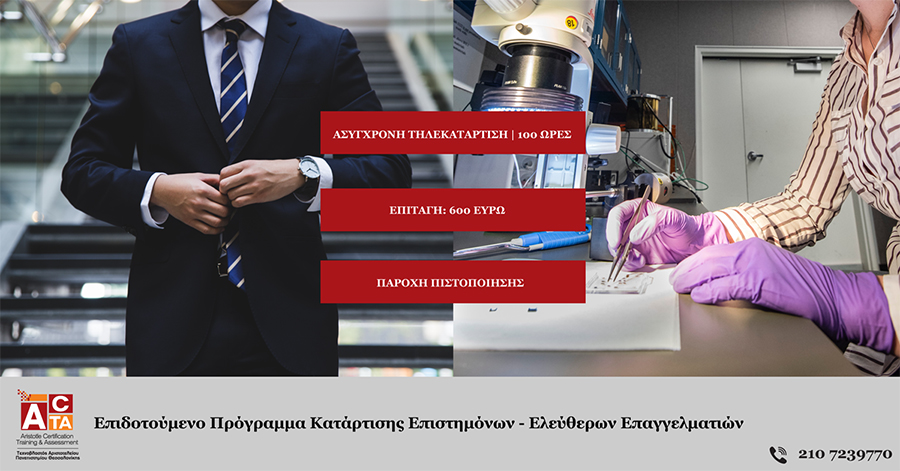 ΑΣΥΓΧΡΟΝΗ ΤΗΛΕΚΑΤΑΡΤΙΣΗ | 100 ΩΡΕΣ
ΕΠΙΤΑΓΗ: 600 ΕΥΡΩ
ΠΑΡΟΧΗ ΠΙΣΤΟΠΟΙΗΣΗΣ
18
ACTA
Aristotle Certification
Training & Assessment
Τεχνοβλαστός Αριστοτελείου
Πανεπιστημίου Θεσσαλονίκης
Επιδοτούμενο Πρόγραμμα Κατάρτισης Επιστημόνων - Ελεύθερων Επαγγελματιών
210 7239770